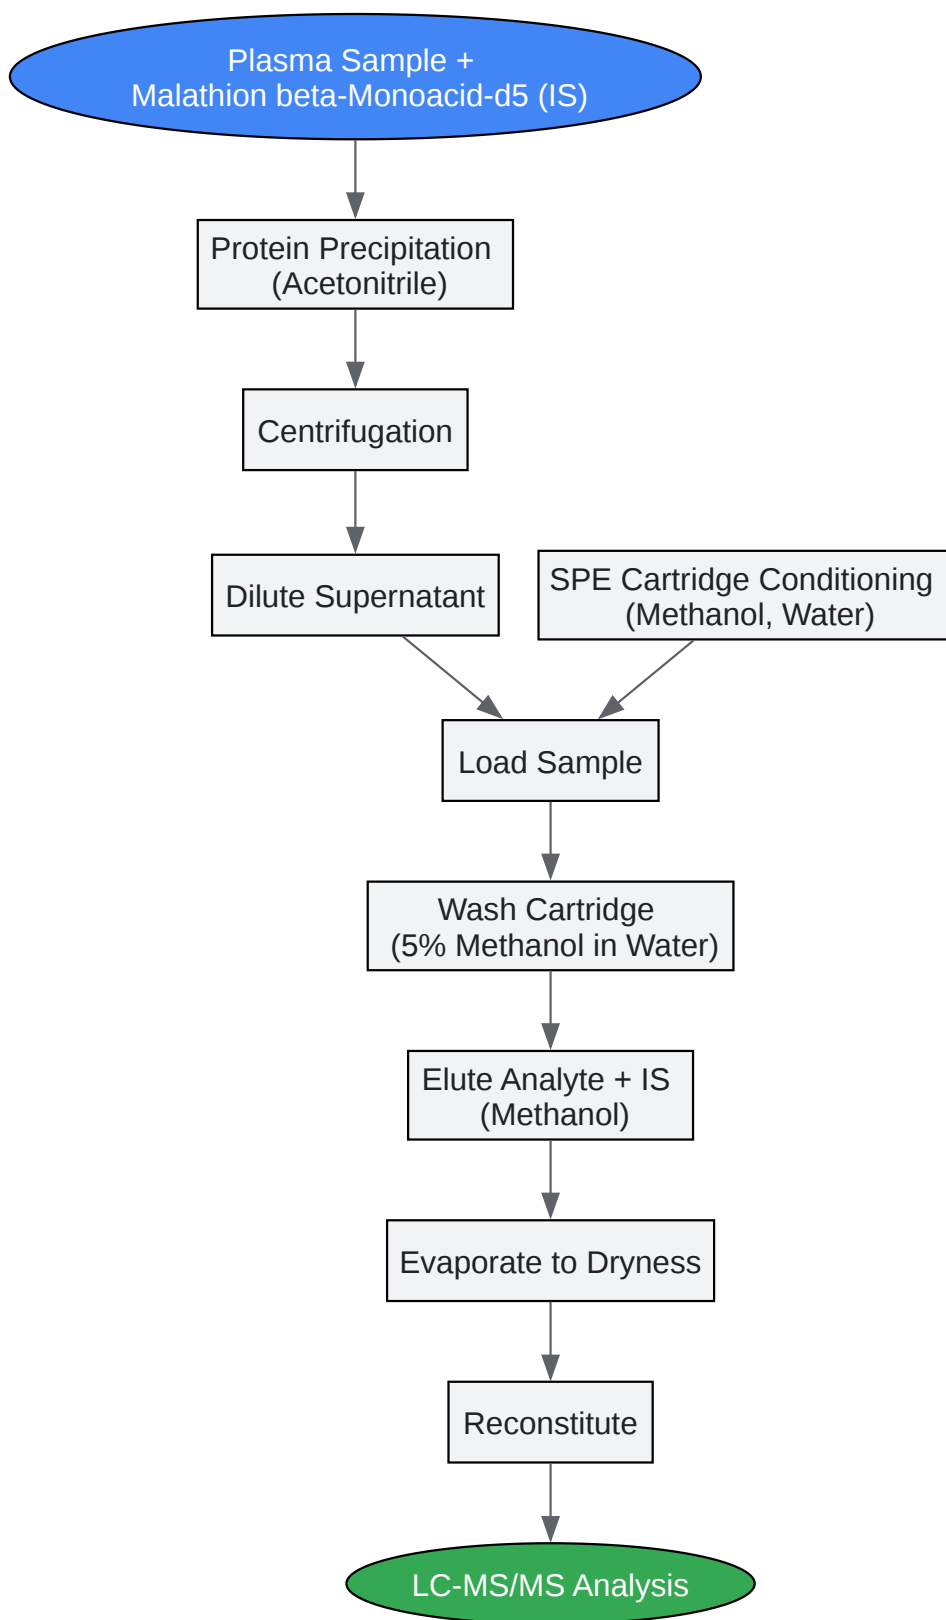 Plasma Sample +
Malathion beta-Monoacid-d5 (IS)
Protein Precipitation
(Acetonitrile)
Centrifugation
Dilute Supernatant
SPE Cartridge Conditioning
(Methanol, Water)
Load Sample
Wash Cartridge
(5% Methanol in Water)
Elute Analyte + IS
(Methanol)
Evaporate to Dryness
Reconstitute
LC-MS/MS Analysis